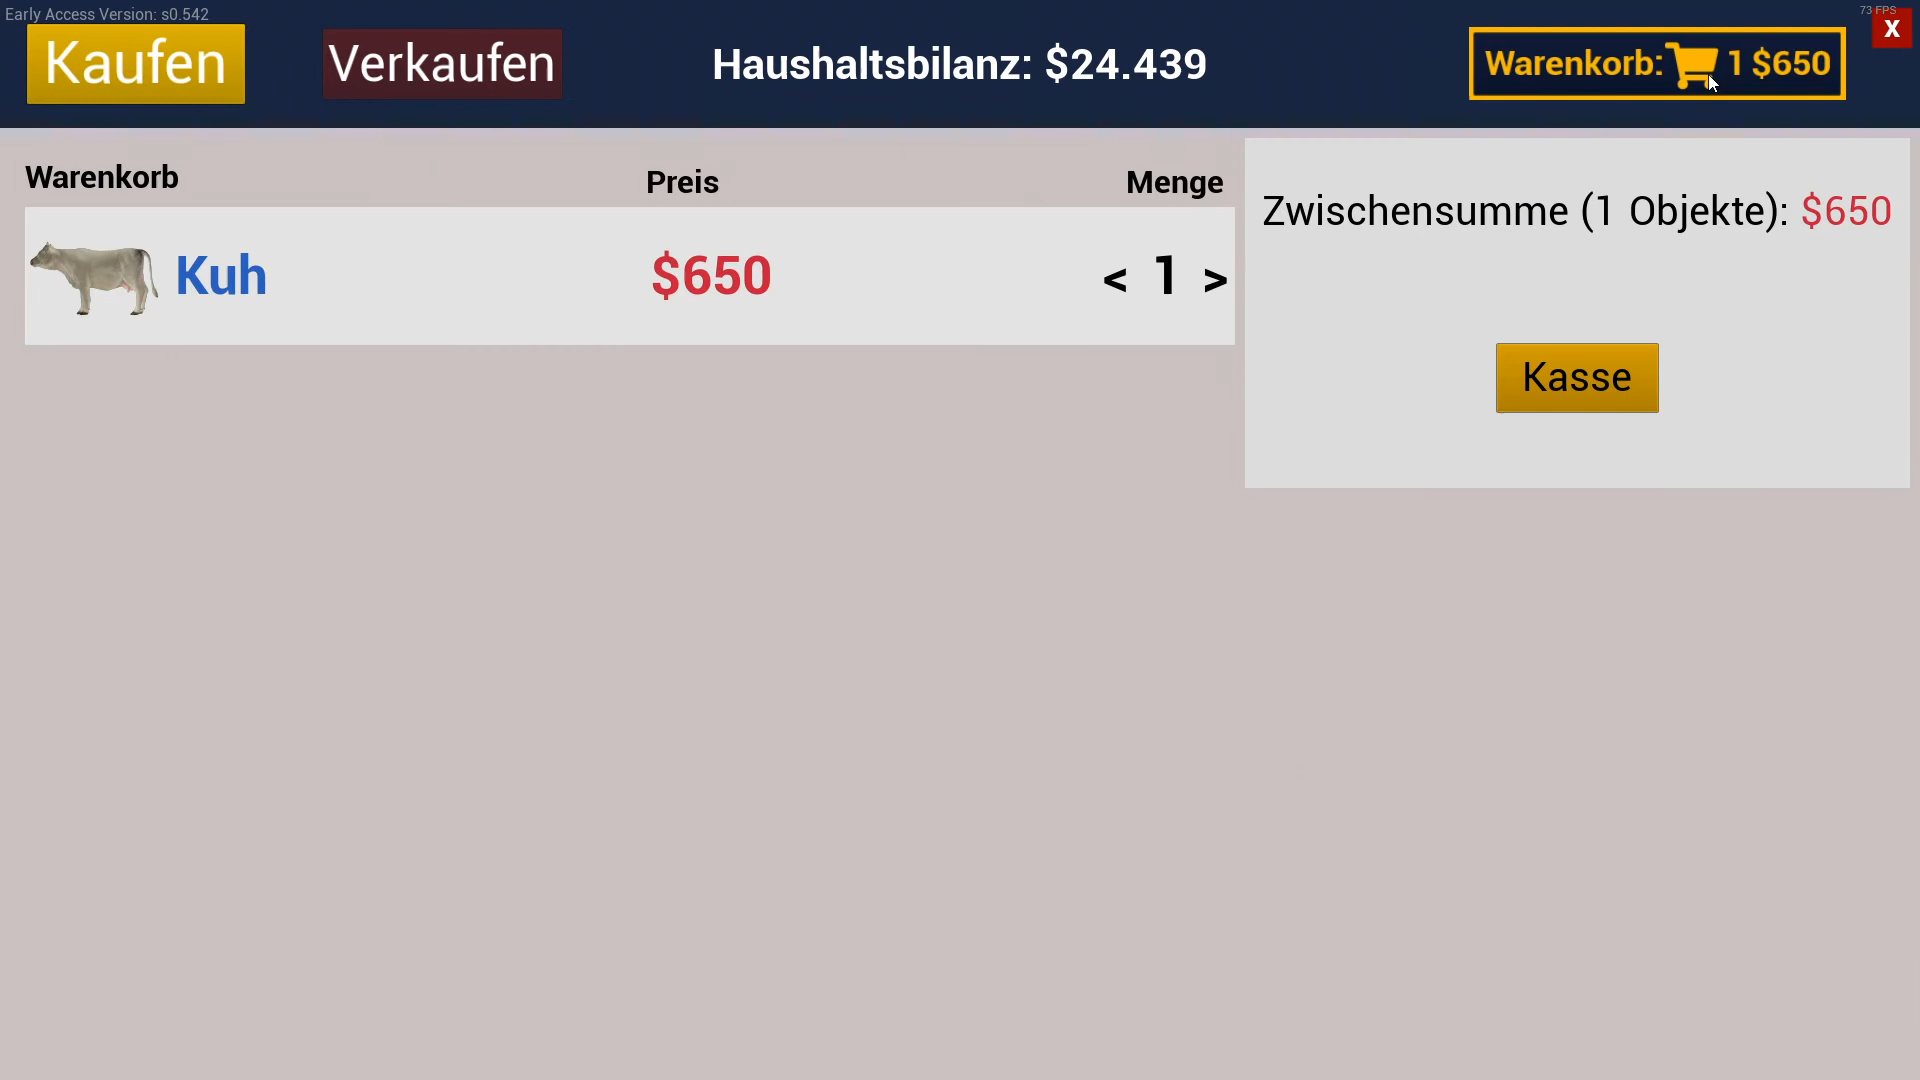 Early Access Version: s0.542
73 FPS
Kaufen
Verkaufen
Haushaltsbilanz: $24.439
Warenkorb: 1 $650
X
Warenkorb Preis Menge
Kuh $650 < 1 >
Zwischensumme (1 Objekte): $650
Kasse